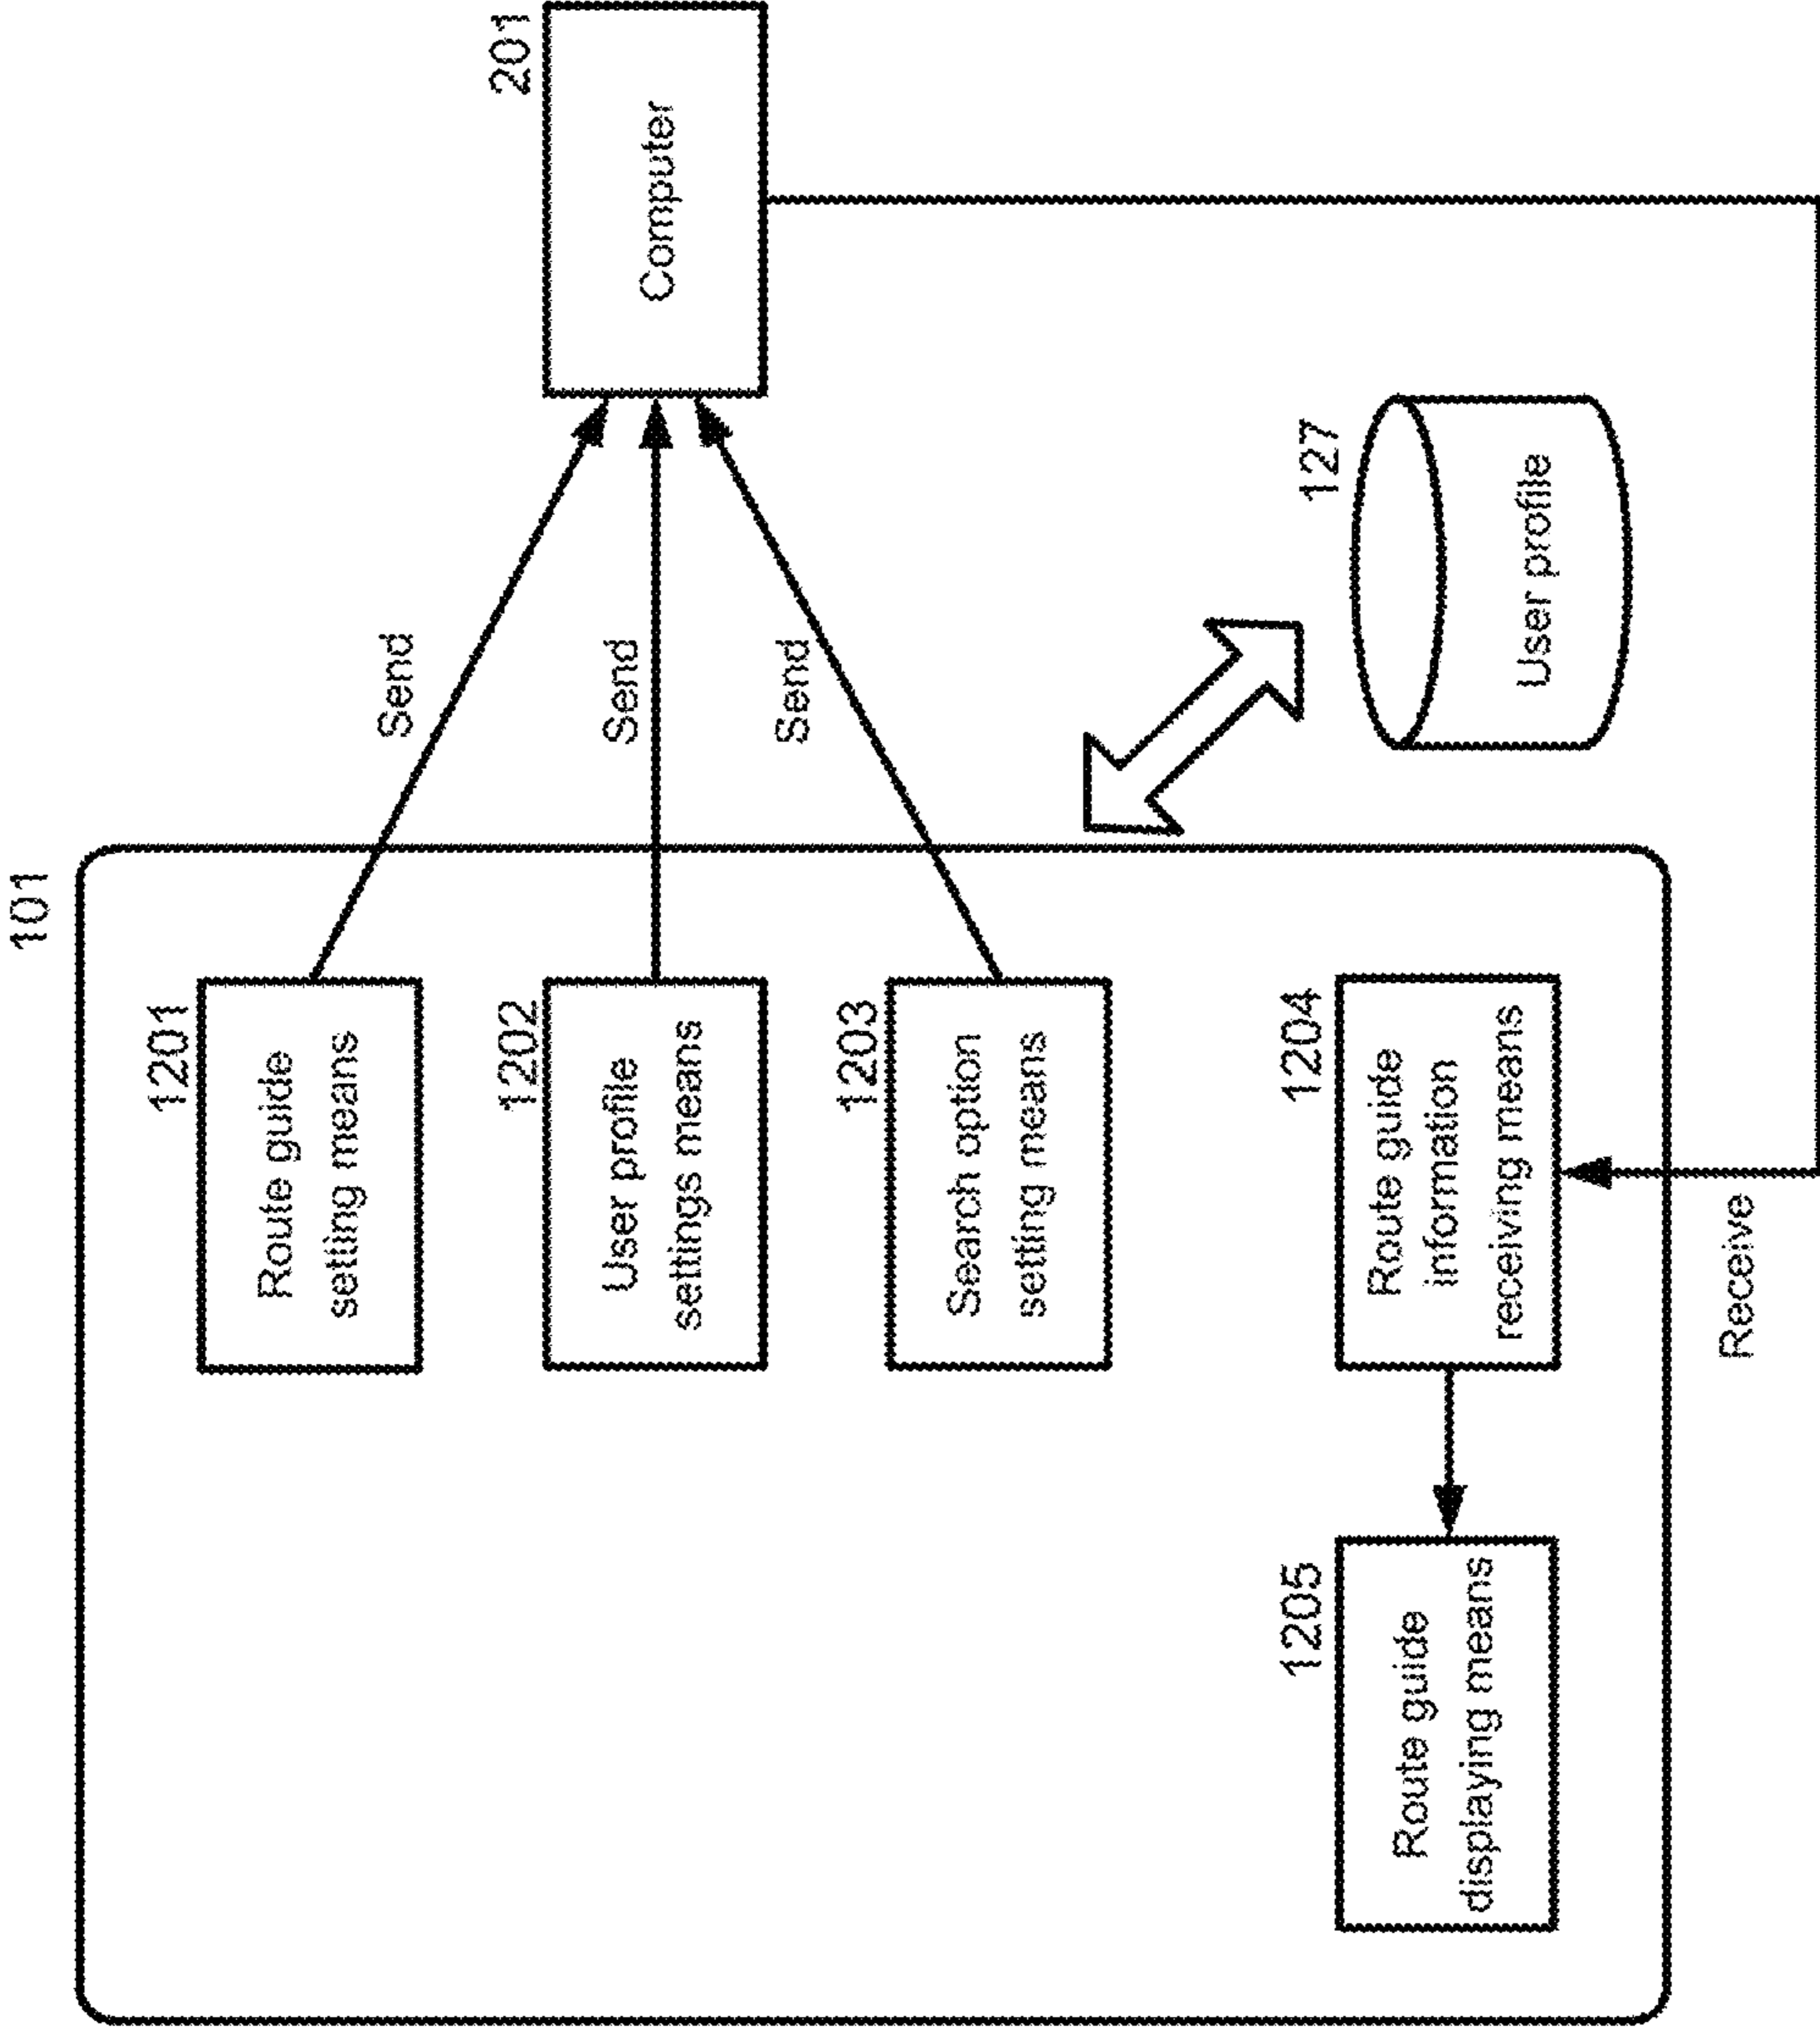 101
1201
Route guide
setting means
1202
User profile
settings means
1203
Search option
setting means
1204
Route guide
information
receiving means
1205
Route guide
displaying means
Send
Send
Send
201
Computer
127
User profile
Receive